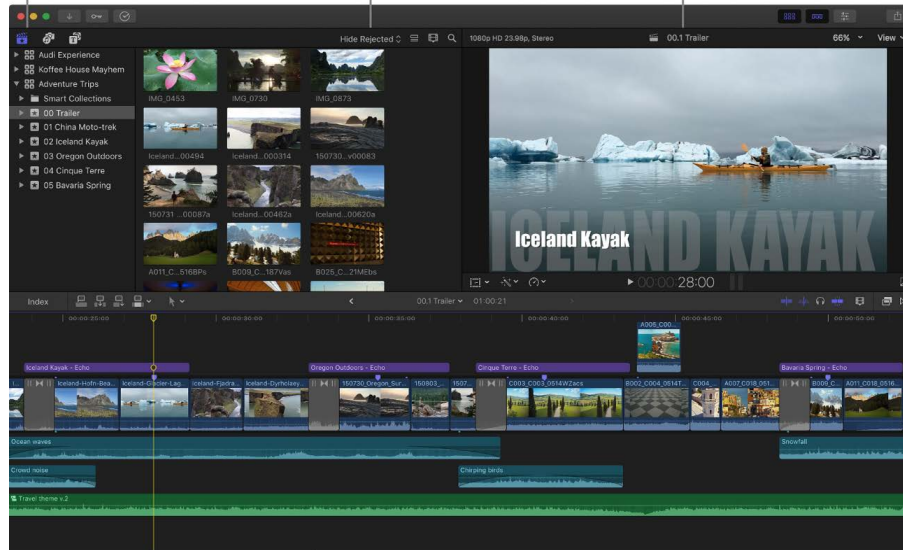 Hide Rejected
1080p HD 23.98p, Stereo
00.1 Trailer
66%
View
Audi Experience
Koffee House Mayhem
Adventure Trips
Smart Collections
00 Trailer
01 China Moto-trek
02 Iceland Kayak
03 Oregon Outdoors
04 Cinque Terre
05 Bavaria Spring
IMG_0453
IMG_0730
IMG_0873
Iceland...00494
Iceland...000314
150730...v00083
150731 ...00087a
Iceland...00462a
Iceland...00620a
A011_C...516BPs
B009_C...187Vas
B025_C...21MEbs
ICELAND KAYAK
Iceland Kayak
00:00:28:00
Index
00.1 Trailer
01:00:21
00:00:25:00
00:00:30:00
00:00:35:00
00:00:40:00
00:00:45:00
00:00:50:00
A005_C00...
Iceland Kayak - Echo
Oregon Outdoors - Echo
Cinque Terre - Echo
Bavaria Spring - Echo
Iceland-Hofn-Bea...
Iceland-Glacier-Lag...
Iceland-Fjadra...
Iceland-Dyrholaey...
150730_Oregon_Sur...
150803_...
1507...
C003_C003_0514WZacs
B002_C004_0514T...
C004_...
A007_C018_051...
B009_C...
A011_C018_0516...
Ocean waves
Snowfall
Crowd noise
Chirping birds
Travel theme v.2